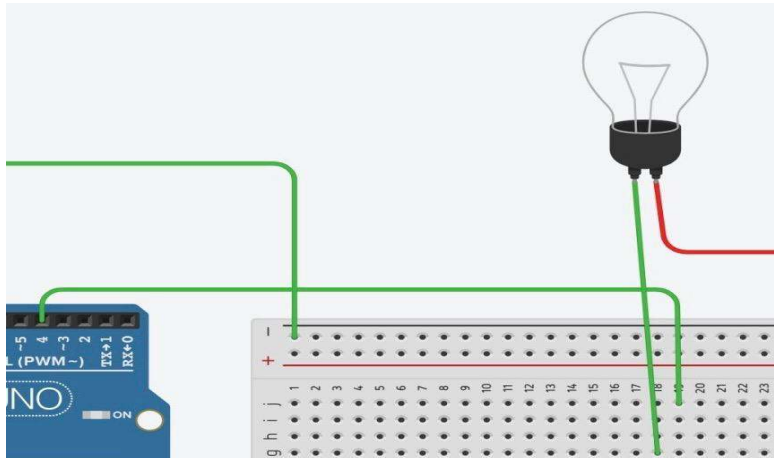 ~5
4
~3
2
TX→1
RX←0
L (PWM~)
UNO
ON
-
+
1 2 3 4 5 6 7 8 9 10 11 12 13 14 15 16 17 18 19 20 21 22 23
j
i
h
g